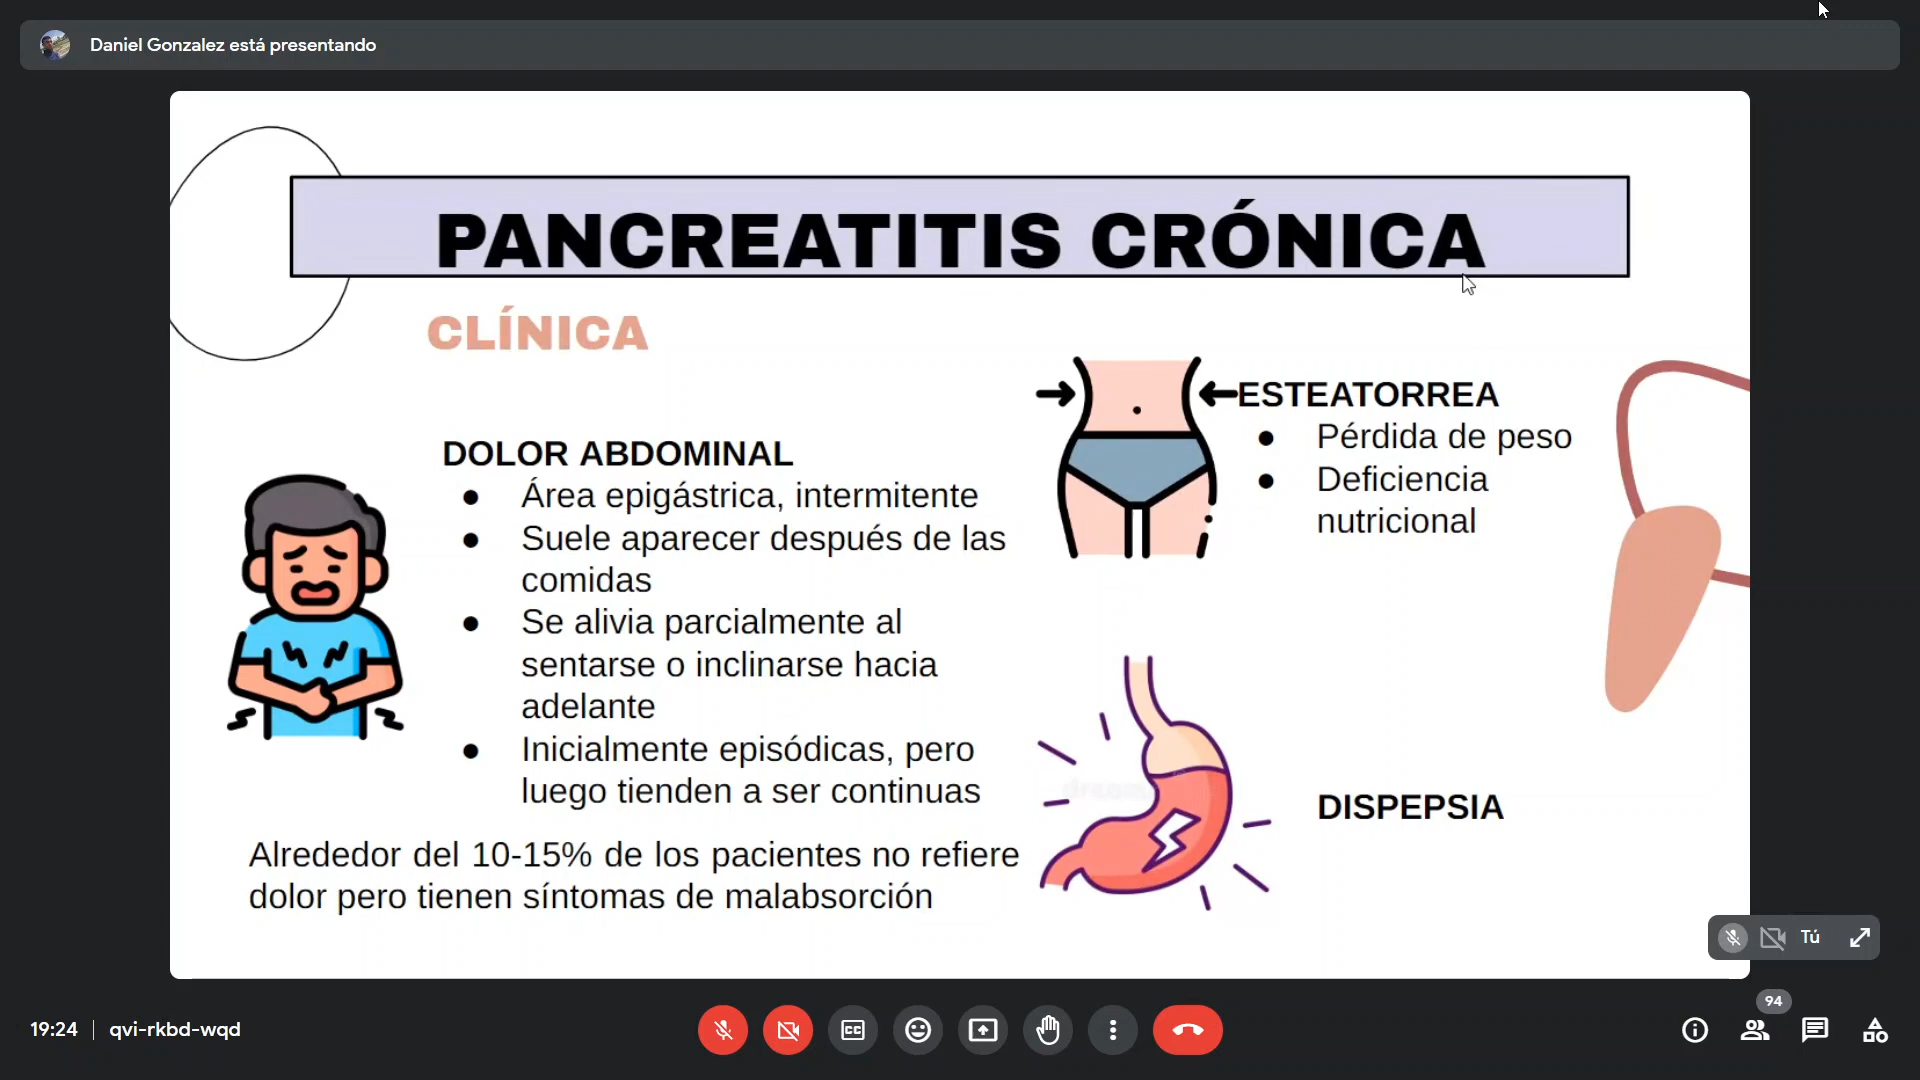 Daniel Gonzalez está presentando
PANCREATITIS CRÓNICA
CLÍNICA
DOLOR ABDOMINAL
● Área epigástrica, intermitente
● Suele aparecer después de las
comidas
● Se alivia parcialmente al
sentarse o inclinarse hacia
adelante
● Inicialmente episódicas, pero
luego tienden a ser continuas
Alrededor del 10-15% de los pacientes no refiere
dolor pero tienen síntomas de malabsorción
ESTEATORREA
● Pérdida de peso
● Deficiencia
nutricional
DISPEPSIA
Tú
94
19:24 | qvi-rkbd-wqd